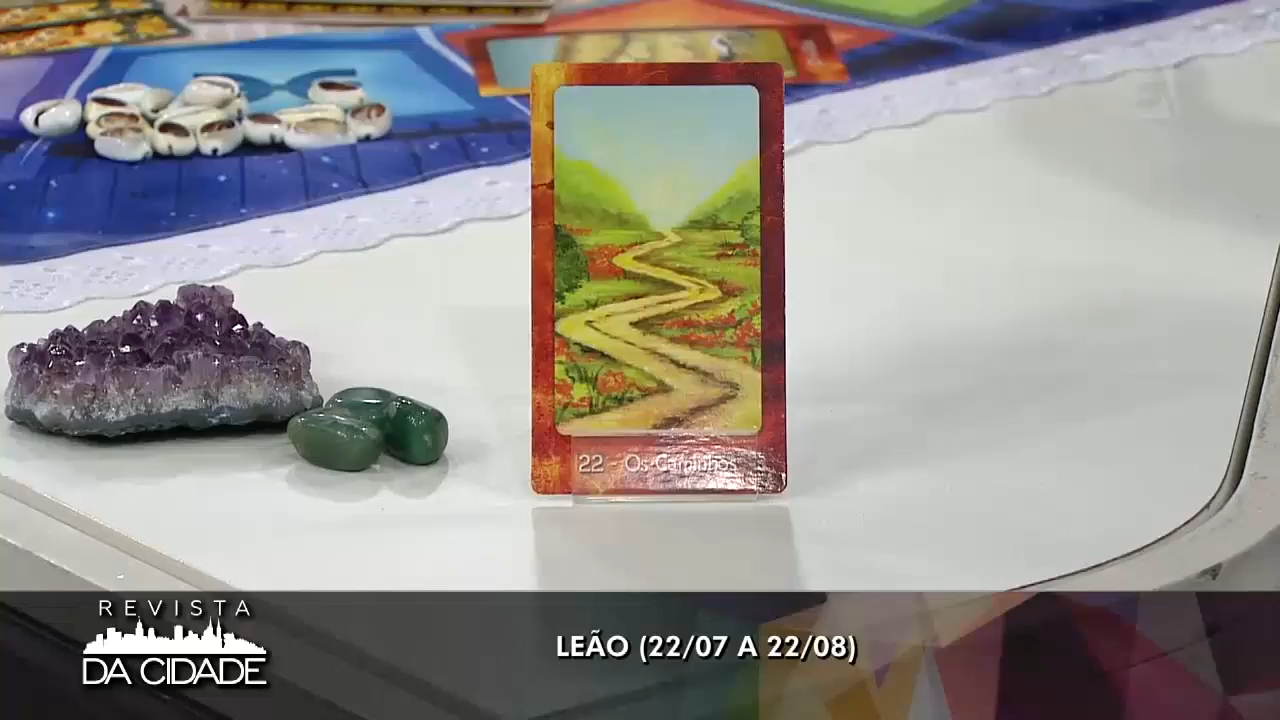 22 - Os Caminhos
REVISTA
DA CIDADE
LEÃO (22/07 A 22/08)